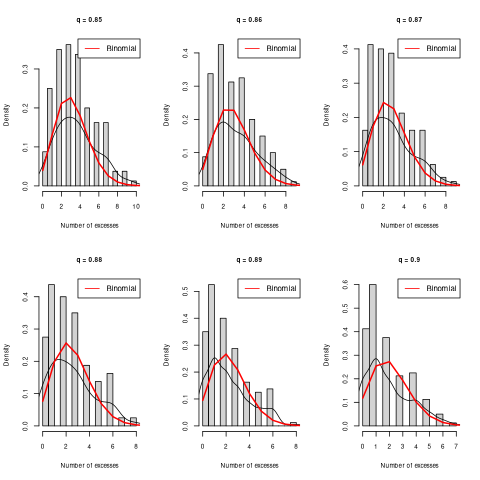 q = 0.85
q = 0.86
q = 0.87
Binomial
Binomial
Binomial
Density
0.0 0.1 0.2 0.3
0 2 4 6 8 10
Number of excesses
Density
0.0 0.1 0.2 0.3 0.4
0 2 4 6 8
Number of excesses
Density
0.0 0.1 0.2 0.3 0.4
0 2 4 6 8
Number of excesses
q = 0.88
q = 0.89
q = 0.9
Binomial
Binomial
Binomial
Density
0.0 0.1 0.2 0.3 0.4
0 2 4 6 8
Number of excesses
Density
0.0 0.1 0.2 0.3 0.4 0.5
0 2 4 6 8
Number of excesses
Density
0.0 0.1 0.2 0.3 0.4 0.5 0.6
0 1 2 3 4 5 6 7
Number of excesses